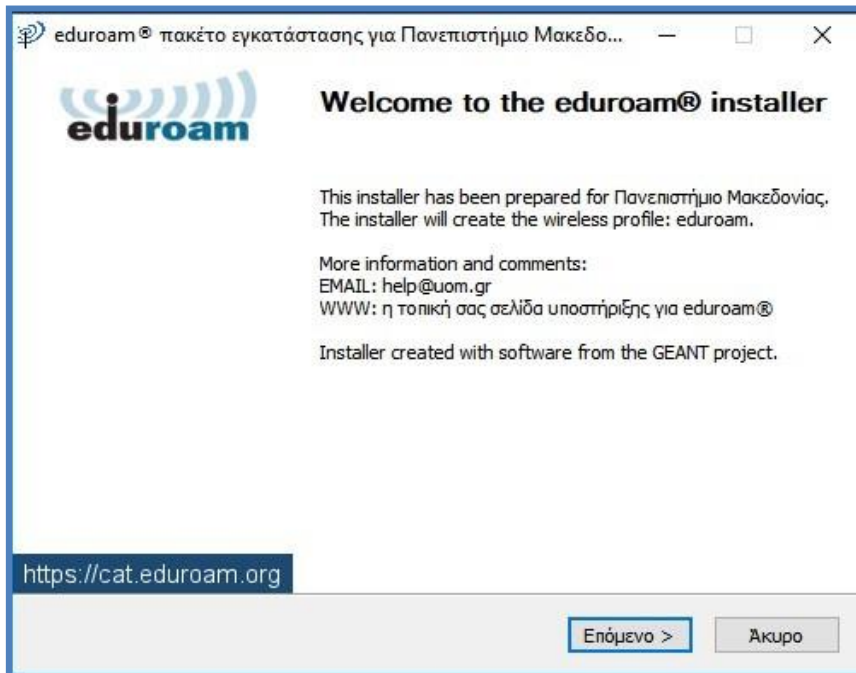 eduroam® πακέτο εγκατάστασης για Πανεπιστήμιο Μακεδο...
eduroam
Welcome to the eduroam® installer
This installer has been prepared for Πανεπιστήμιο Μακεδονίας.
The installer will create the wireless profile: eduroam.
More information and comments:
EMAIL: help@uom.gr
WWW: η τοπική σας σελίδα υποστήριξης για eduroam®
Installer created with software from the GEANT project.
https://cat.eduroam.org
Επόμενο >
Άκυρο